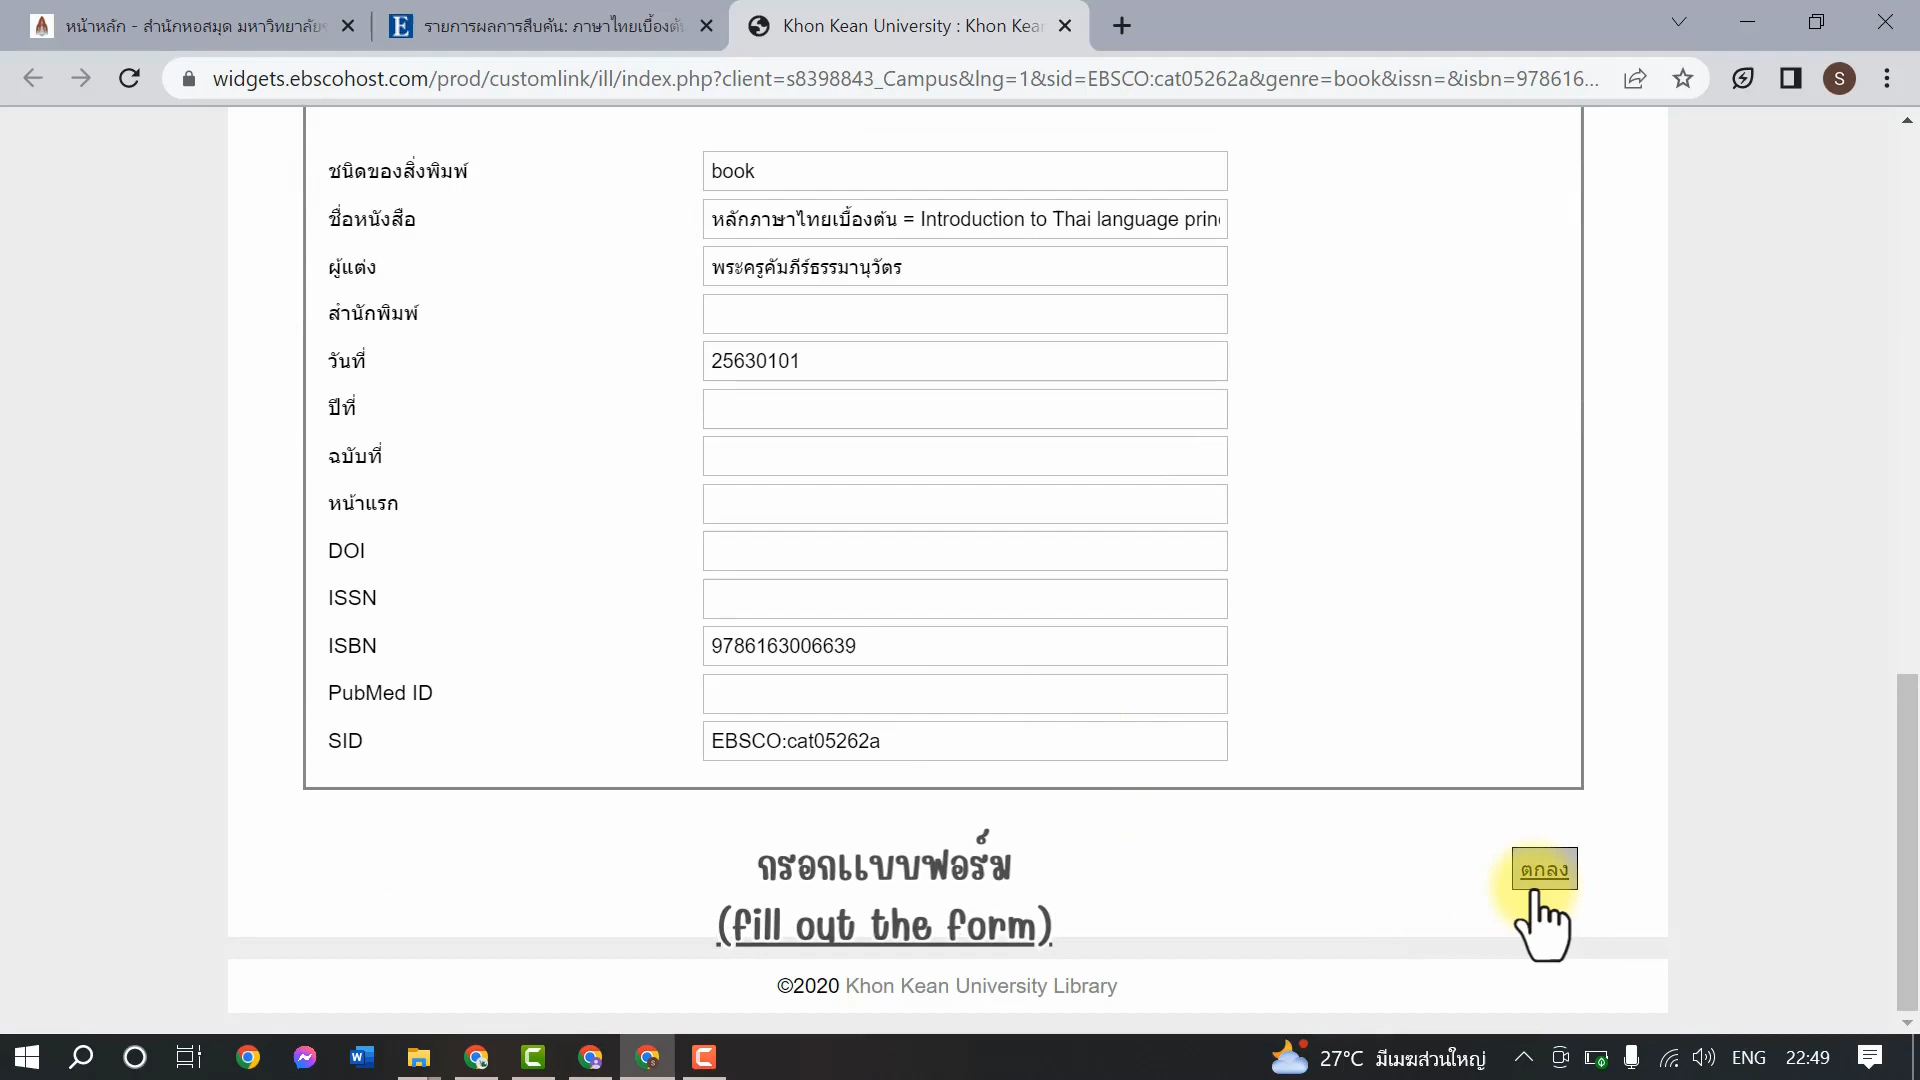 หน้าหลัก - สำนักหอสมุด มหาวิทยาลัยข
รายการผลการสืบค้น: ภาษาไทยเบื้องต้น
Khon Kean University : Khon Kean
widgets.ebscohost.com/prod/customlink/ill/index.php?client=s8398843_Campus&lng=1&sid=EBSCO:cat05262a&genre=book&issn=&isbn=978616...
S
ชนิดของสิ่งพิมพ์ book
ชื่อหนังสือ หลักภาษาไทยเบื้องต้น = Introduction to Thai language prin
ผู้แต่ง พระครูคัมภีร์ธรรมานุวัตร
สำนักพิมพ์
วันที่ 25630101
ปีที่
ฉบับที่
หน้าแรก
DOI
ISSN
ISBN 9786163006639
PubMed ID
SID EBSCO:cat05262a
กรอกแบบฟอร์ม
(fill out the form)
ตกลง
©2020 Khon Kean University Library
27°C มีเมฆส่วนใหญ่
ENG
22:49